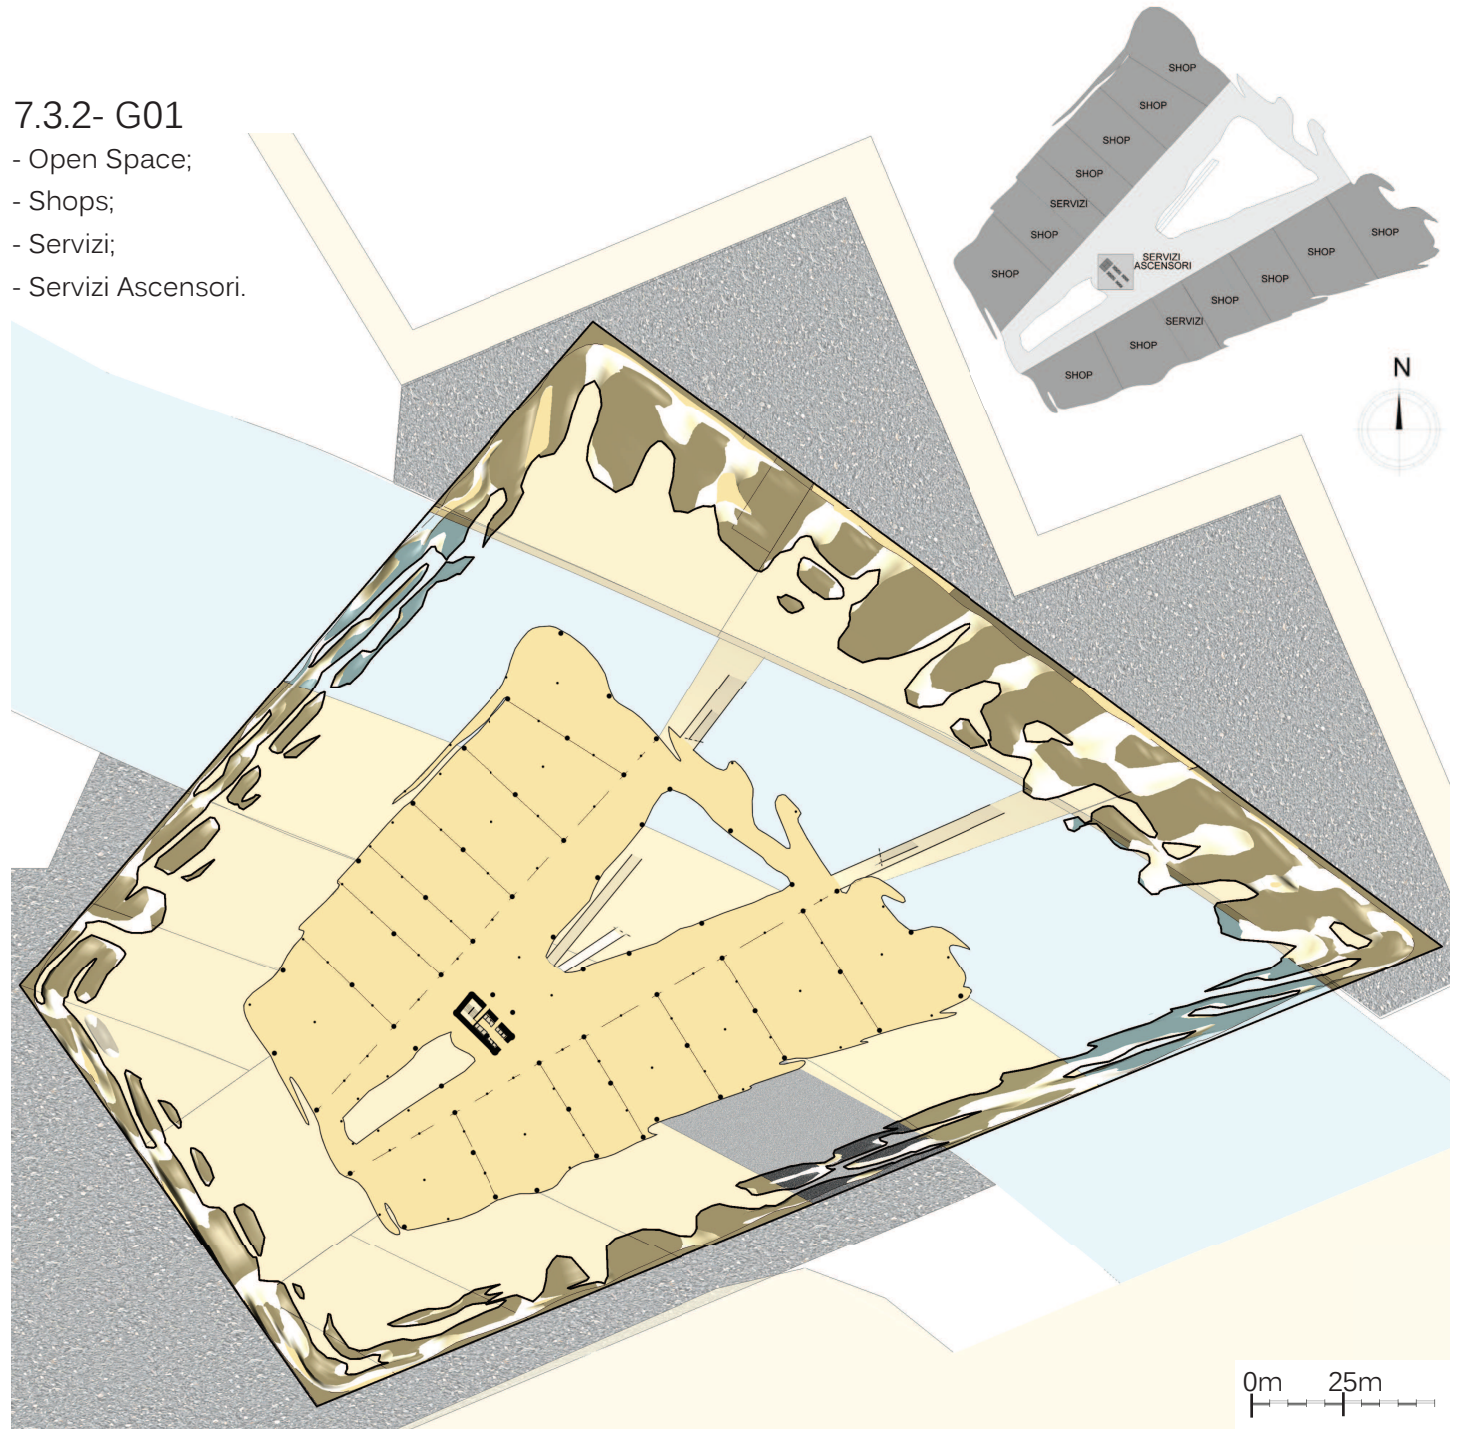 7.3.2- G01
- Open Space;
- Shops;
- Servizi;
- Servizi Ascensori.
SHOP
SHOP
SHOP
SHOP
SERVIZI
SHOP
SHOP
SERVIZI
ASCENSORI
SHOP
SHOP
SHOP
SHOP
SERVIZI
SHOP
SHOP
N
0m 25m